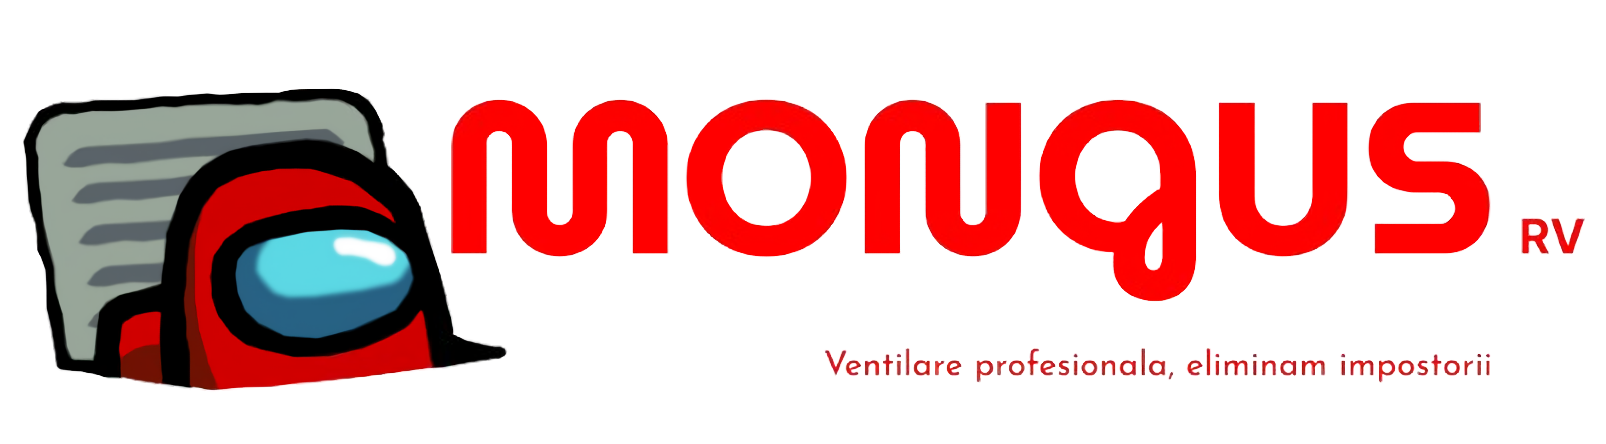 MONGUS RV
Ventilare profesionala, eliminam impostorii